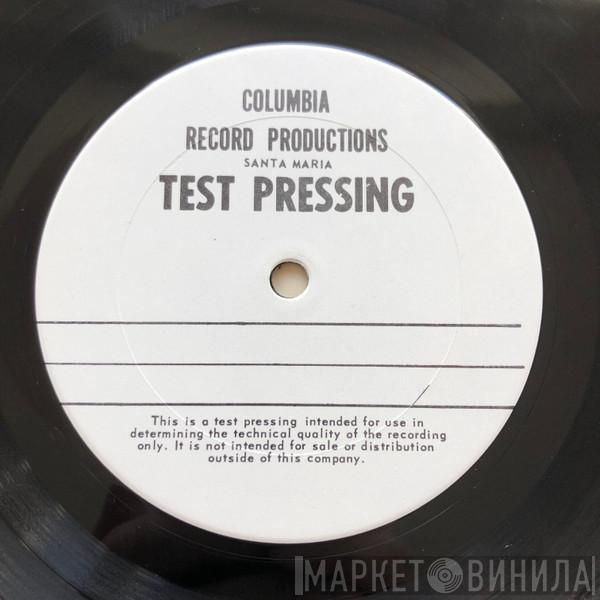 COLUMBIA
RECORD PRODUCTIONS
SANTA MARIA
TEST PRESSING
This is a test pressing intended for use in
determining the technical quality of the recording
only. It is not intended for sale or distribution
outside of this company.
МАРКЕТ ВИНИЛА